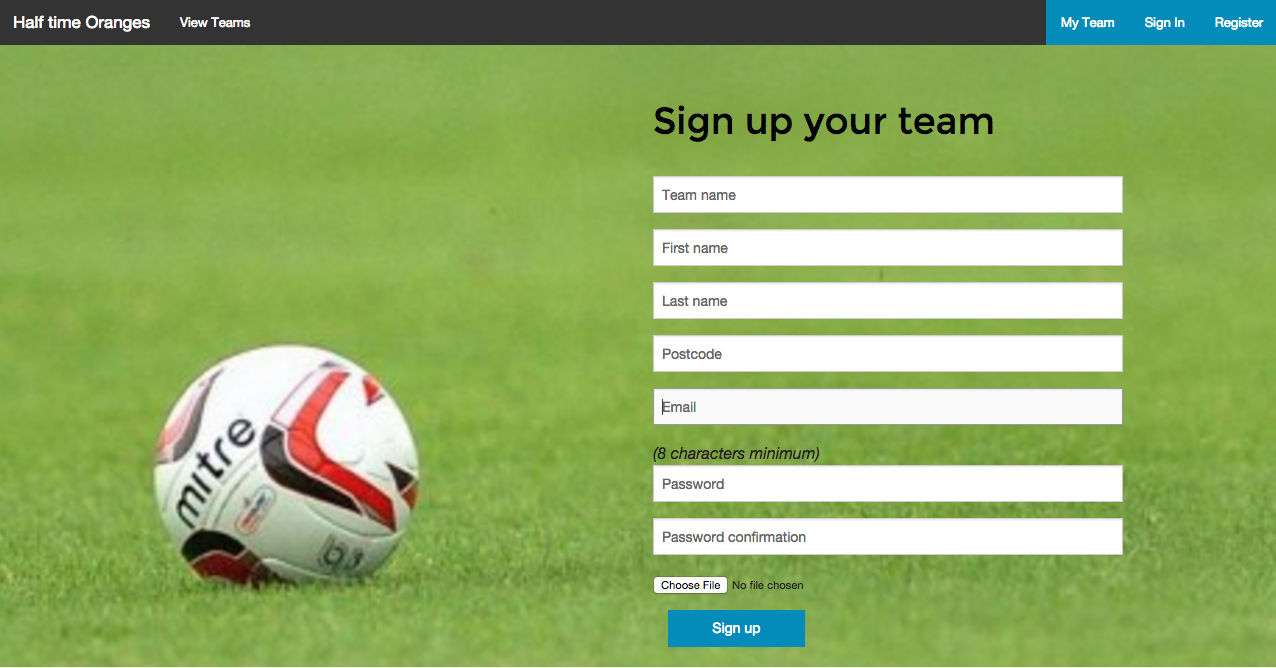 Half time Oranges View Teams My Team Sign In Register
Sign up your team
Team name
First name
Last name
Postcode
Email
(8 characters minimum)
Password
Password confirmation
Choose File No file chosen
Sign up
mitre